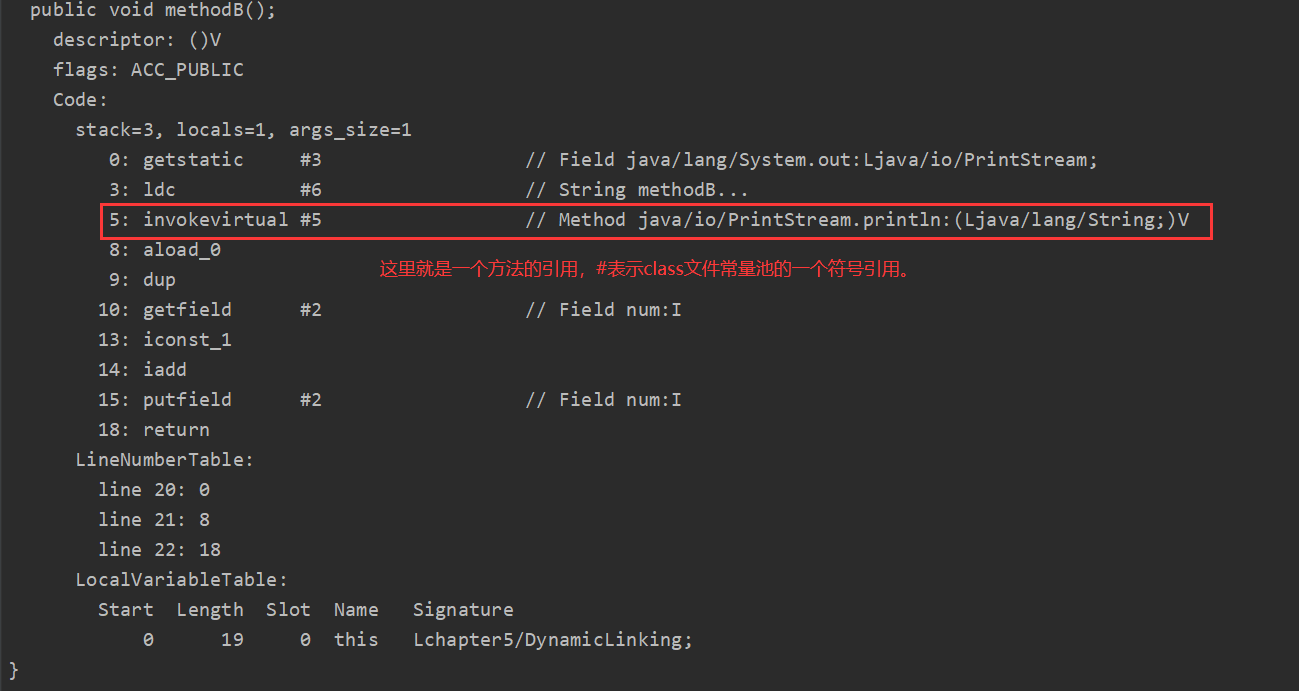 public void methodB();
descriptor: ()V
flags: ACC_PUBLIC
Code:
stack=3, locals=1, args_size=1
0: getstatic #3 // Field java/lang/System.out:Ljava/io/PrintStream;
3: ldc #6 // String methodB...
5: invokevirtual #5 // Method java/io/PrintStream.println:(Ljava/lang/String;)V
8: aload_0
这里就是一个方法的引用，#表示class文件常量池的一个符号引用。
9: dup
10: getfield #2 // Field num:I
13: iconst_1
14: iadd
15: putfield #2 // Field num:I
18: return
LineNumberTable:
line 20: 0
line 21: 8
line 22: 18
LocalVariableTable:
Start Length Slot Name Signature
0 19 0 this Lchapter5/DynamicLinking;
}